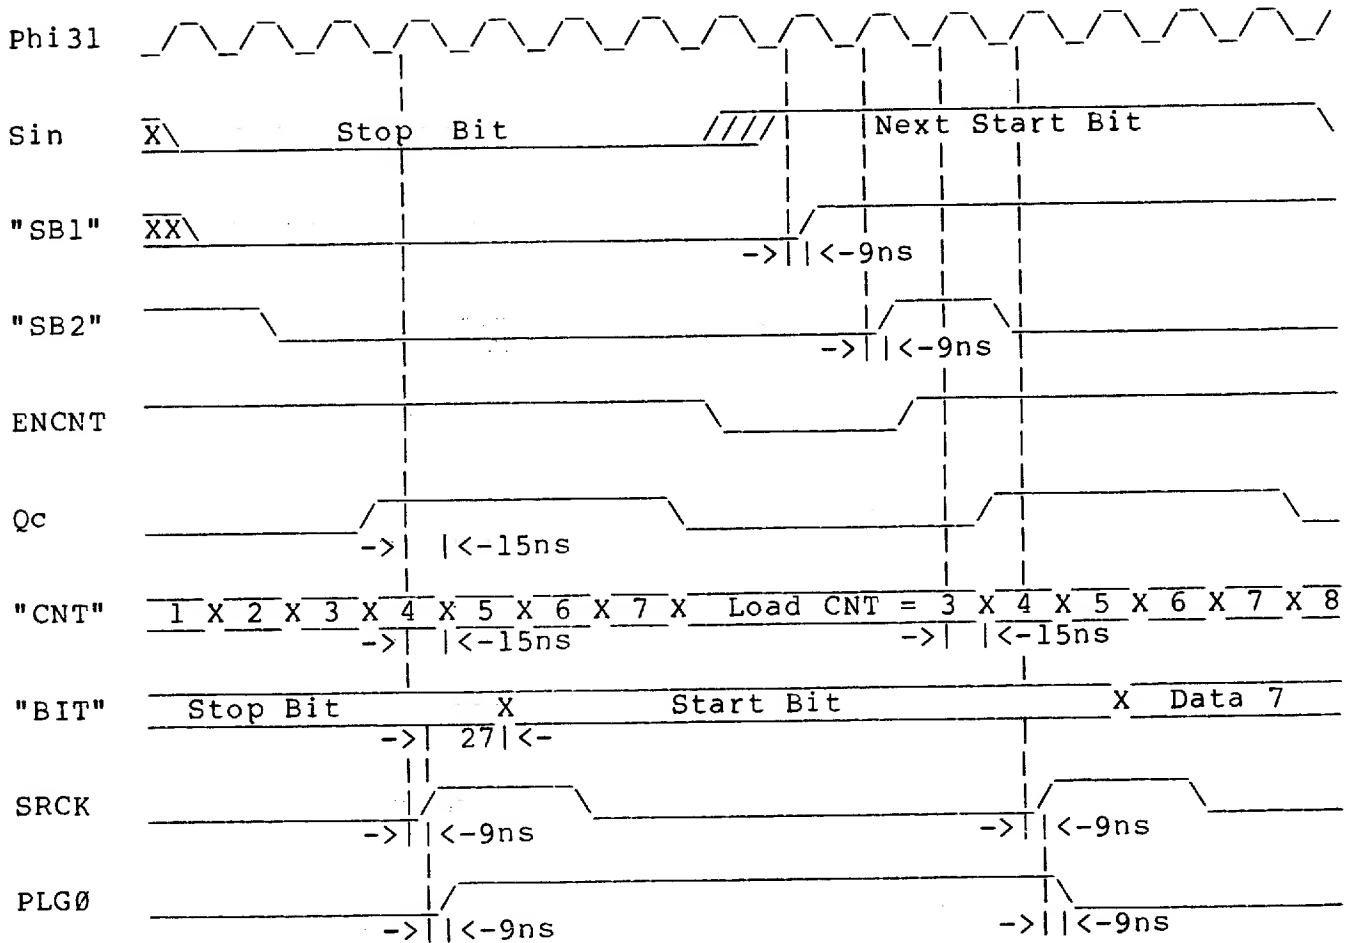 Phi31
Sin X Stop Bit //// Next Start Bit
"SB1" XX
->||<-9ns
"SB2"
->||<-9ns
ENCNT
Qc
->| |<-15ns
"CNT" 1 X 2 X 3 X 4 X 5 X 6 X 7 X Load CNT = 3 X 4 X 5 X 6 X 7 X 8
->| |<-15ns ->| |<-15ns
"BIT" Stop Bit X Start Bit X Data 7
->| 27|<-
SRCK
->||<-9ns ->||<-9ns
PLGØ
->||<-9ns ->||<-9ns